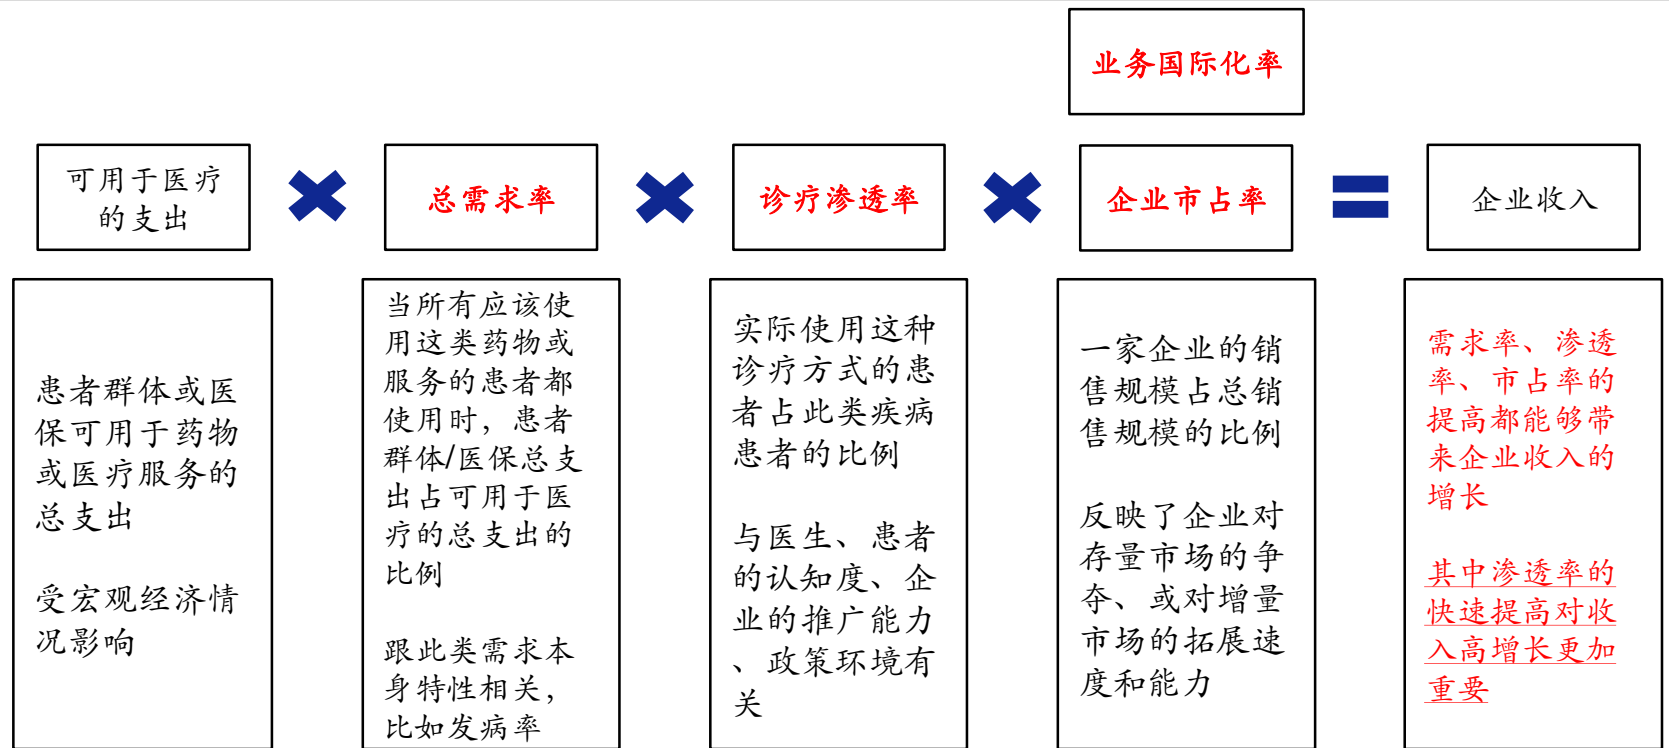 业务国际化率
可用于医疗
的支出
总需求率
诊疗渗透率
企业市占率
企业收入
患者群体或医
保可用于药物
或医疗服务的
总支出
受宏观经济情
况影响
当所有应该使
用这类药物或
服务的患者都
使用时，患者
群体/医保总支
出占可用于医
疗的总支出的
比例
跟此类需求本
身特性相关，
比如发病率
实际使用这种
诊疗方式的患
者占此类疾病
患者的比例
与医生、患者
的认知度、企
业的推广能力
、政策环境有
关
一家企业的销
售规模占总销
售规模的比例
反映了企业对
存量市场的争
夺、或对增量
市场的拓展速
度和能力
需求率、渗透
率、市占率的
提高都能够带
来企业收入的
增长
其中渗透率的
快速提高对收
入高增长更加
重要